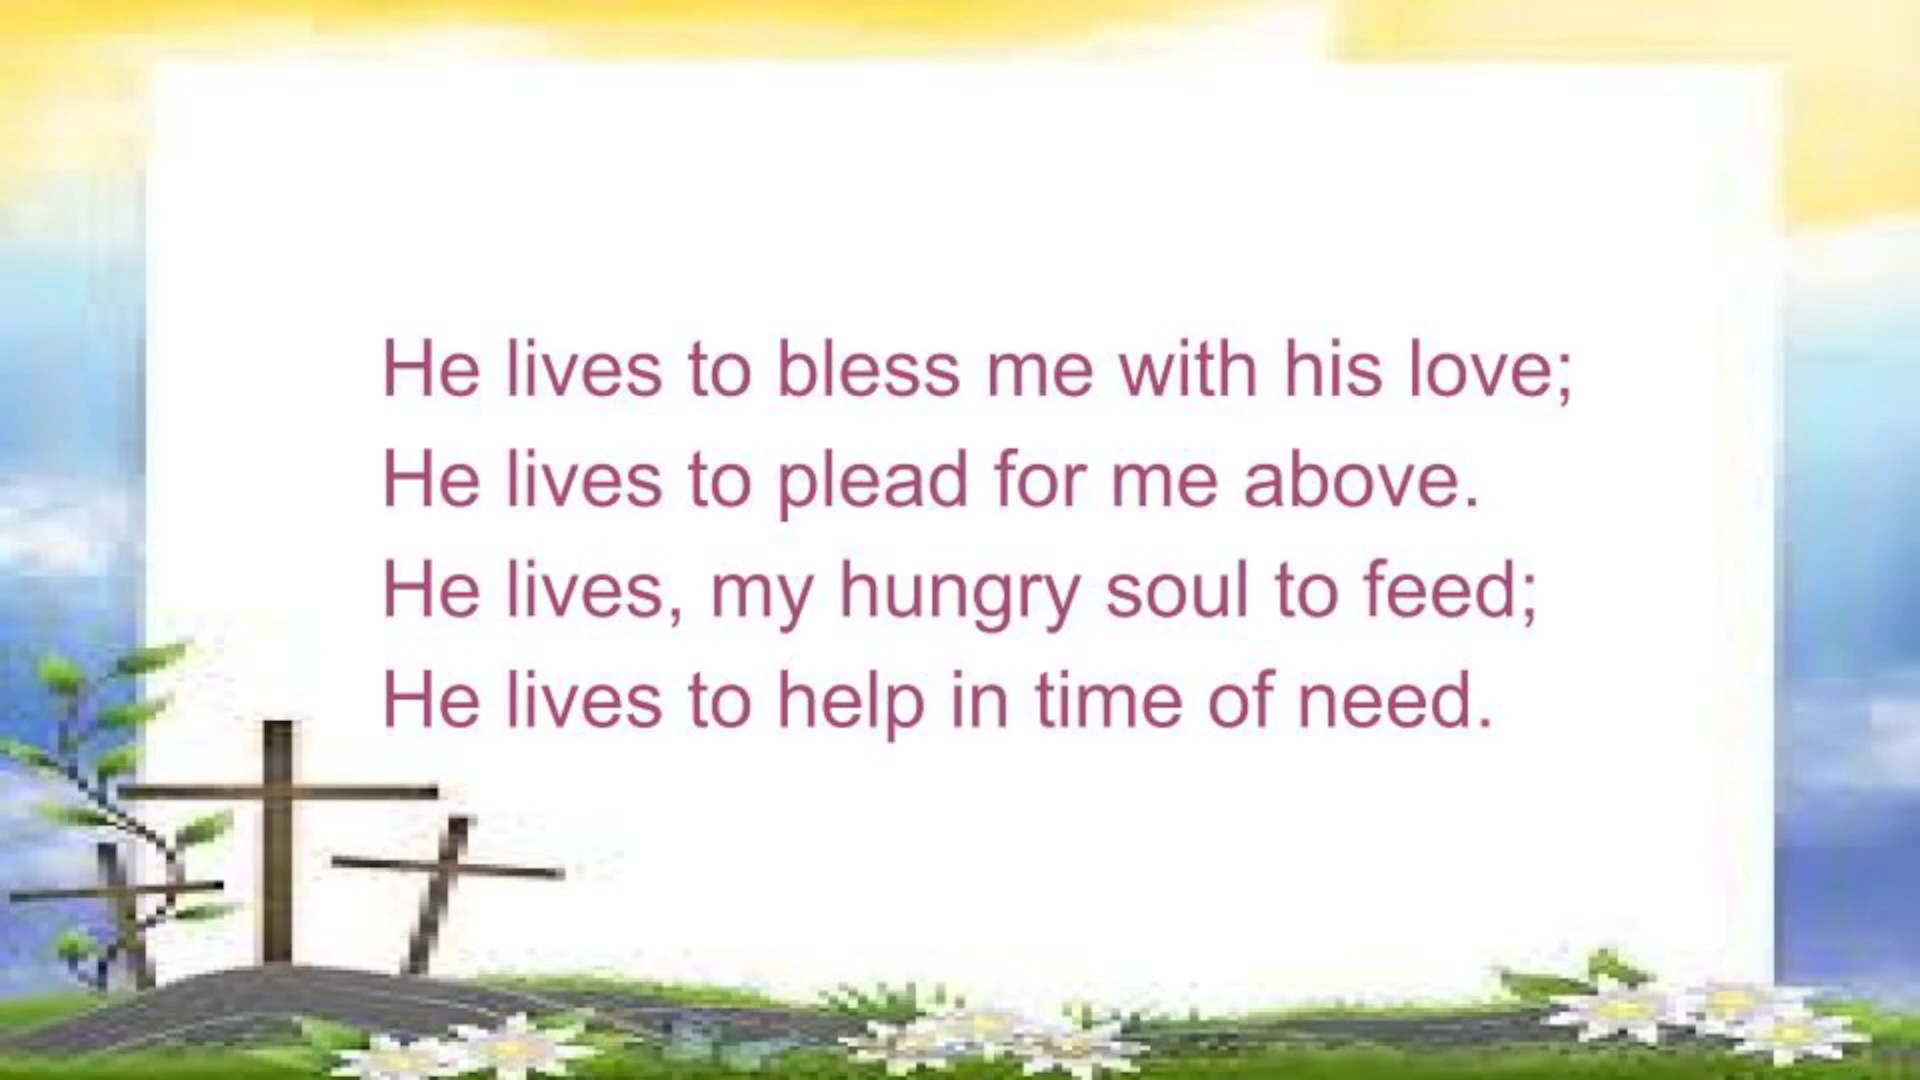 He lives to bless me with his love;
He lives to plead for me above.
He lives, my hungry soul to feed;
He lives to help in time of need.